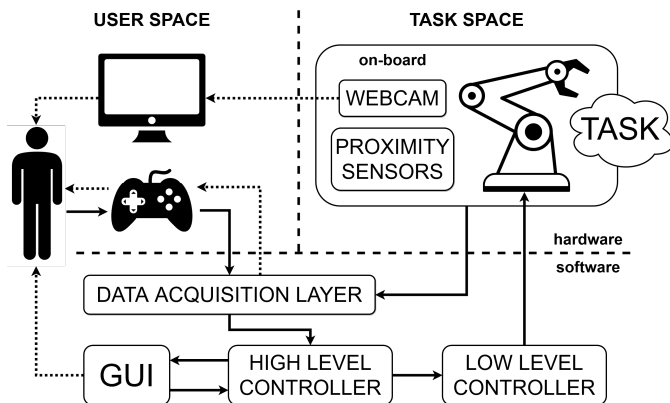 USER SPACE
TASK SPACE
on-board
WEBCAM
PROXIMITY
SENSORS
TASK
hardware
software
DATA ACQUISITION LAYER
GUI
HIGH LEVEL
CONTROLLER
LOW LEVEL
CONTROLLER